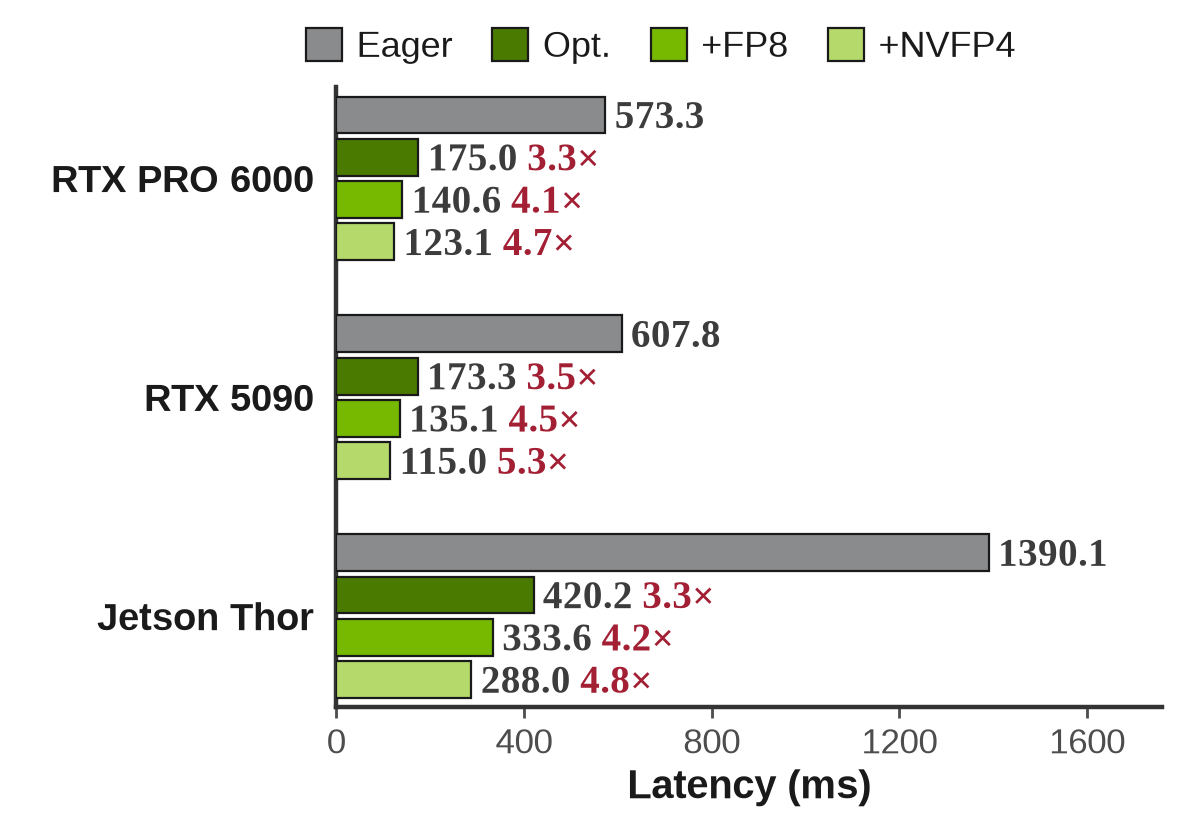 Eager Opt. +FP8 +NVFP4
RTX PRO 6000
573.3
175.0 3.3×
140.6 4.1×
123.1 4.7×
RTX 5090
607.8
173.3 3.5×
135.1 4.5×
115.0 5.3×
Jetson Thor
1390.1
420.2 3.3×
333.6 4.2×
288.0 4.8×
0 400 800 1200 1600
Latency (ms)